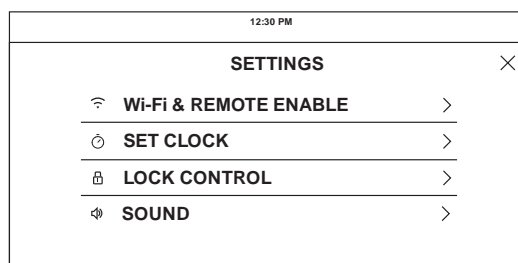 12:30 PM
SETTINGS
Wi-Fi & REMOTE ENABLE
SET CLOCK
LOCK CONTROL
SOUND